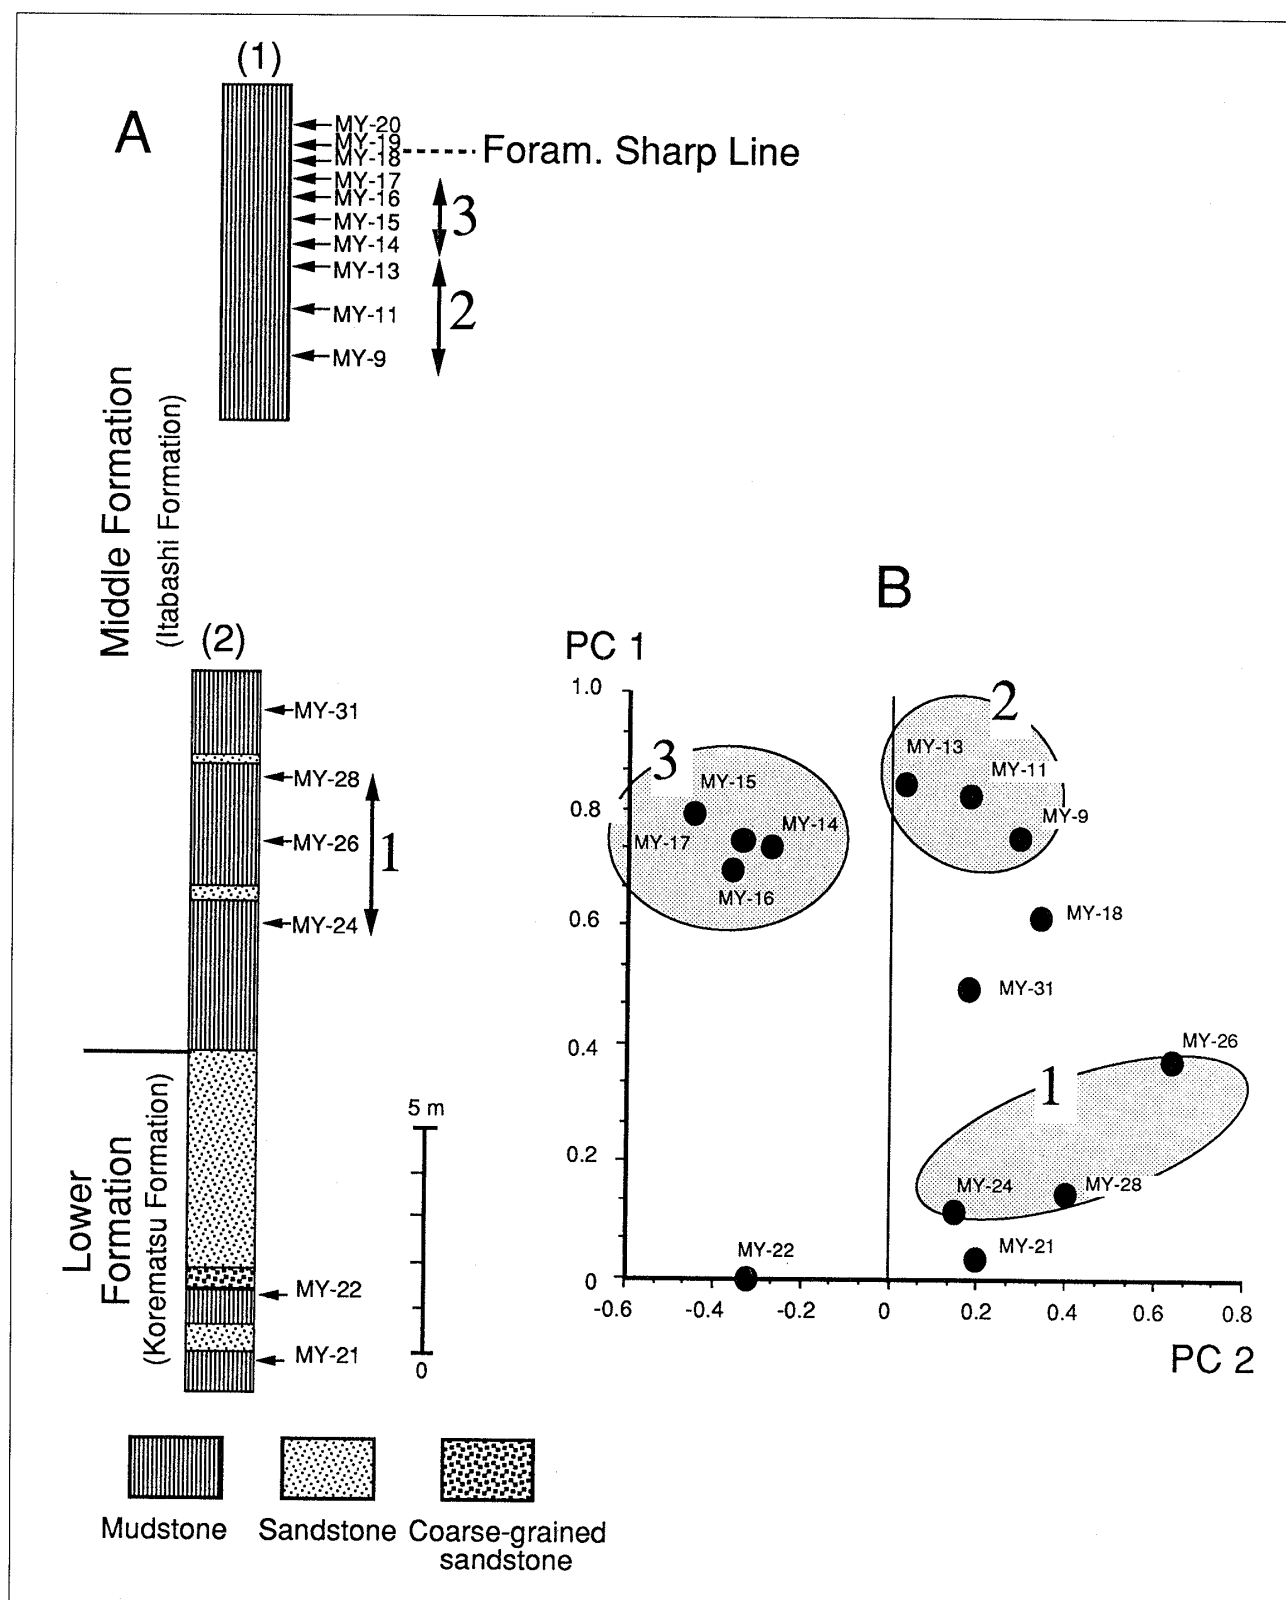 (1)
A
MY-20
MY-19
MY-18
Foram. Sharp Line
MY-17
MY-16
MY-15
MY-14
MY-13
MY-11
MY-9
3
2
Middle Formation
(Itabashi Formation)
(2)
MY-31
MY-28
MY-26
MY-24
1
Lower
Formation
(Korematsu Formation)
MY-22
MY-21
5 m
0
Mudstone
Sandstone
Coarse-grained
sandstone
B
PC 1
1.0
0.8
0.6
0.4
0.2
0
-0.6
-0.4
-0.2
0
0.2
0.4
0.6
0.8
PC 2
3
MY-15
MY-17
MY-14
MY-16
2
MY-13
MY-11
MY-9
MY-18
MY-31
MY-26
1
MY-24
MY-28
MY-21
MY-22